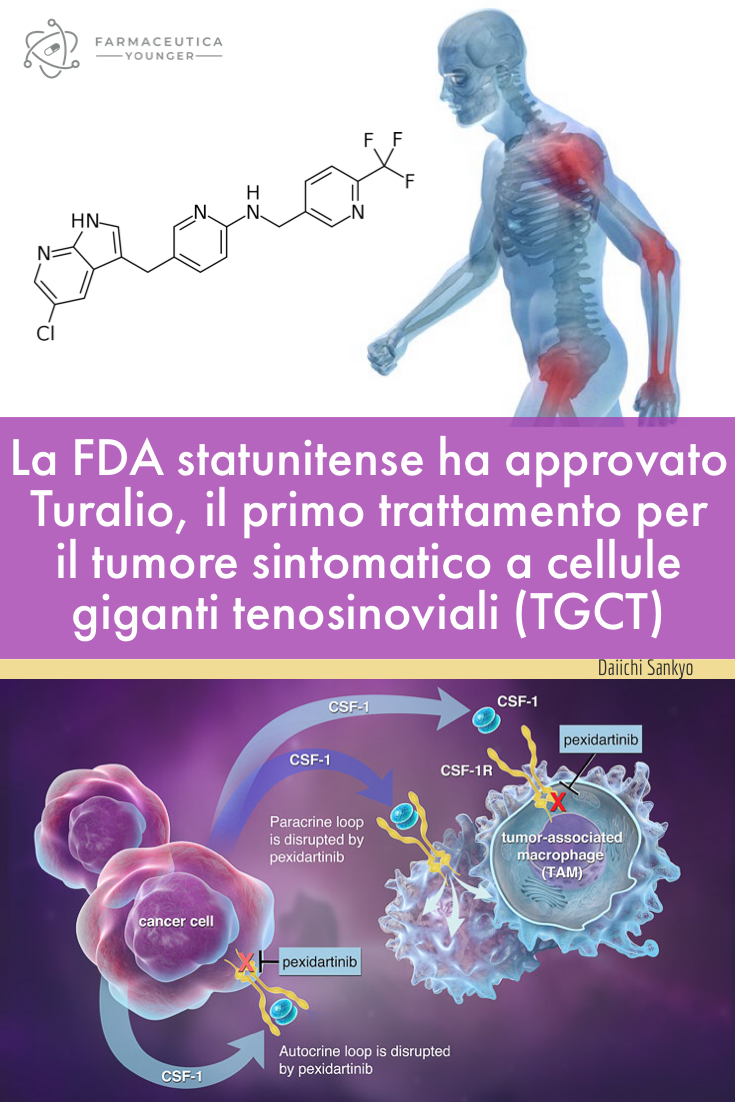 FARMACEUTICA
YOUNGER
F
F
F
H
N
N
N
HN
N
Cl
La FDA statunitense ha approvato
Turalio, il primo trattamento per
il tumore sintomatico a cellule
giganti tenosinoviali (TGCT)
Daiichi Sankyo
CSF-1
CSF-1
pexidartinib
CSF-1
CSF-1R
Paracrine loop
is disrupted by
pexidartinib
X
tumor-associated
macrophage
(TAM)
cancer cell
X
pexidartinib
Autocrine loop is disrupted
by pexidartinib
CSF-1